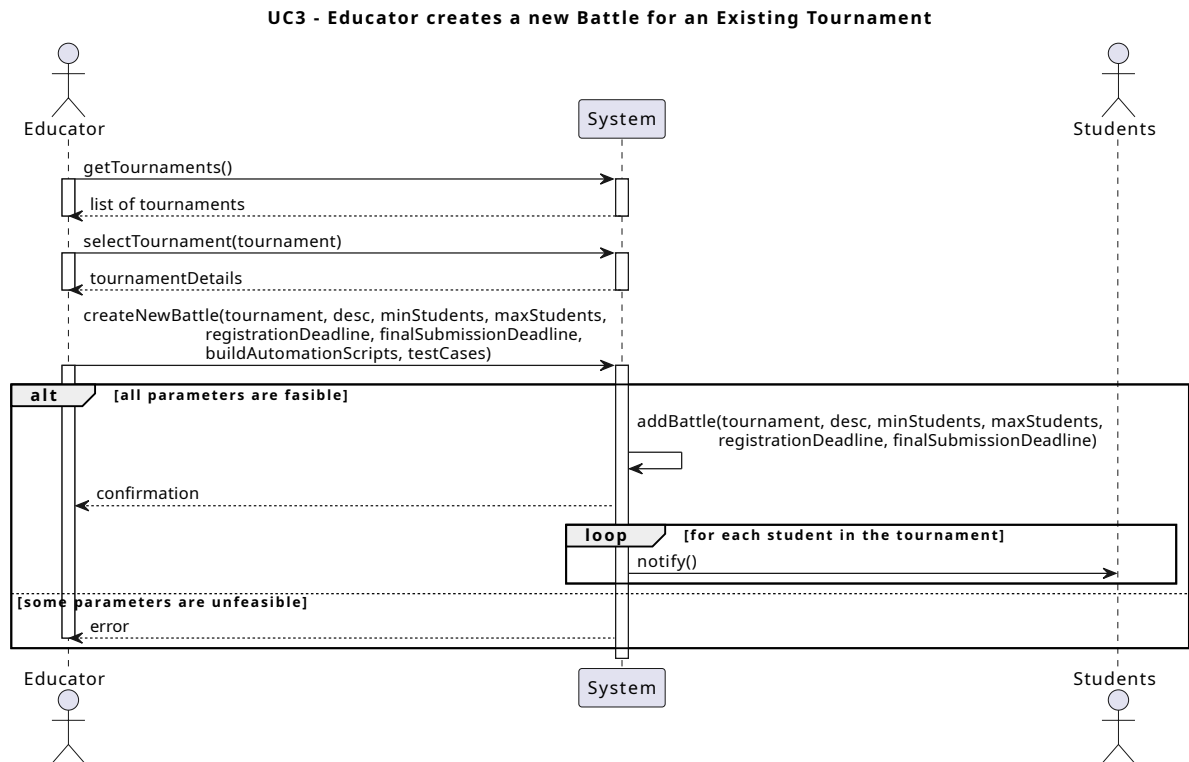 UC3 - Educator creates a new Battle for an Existing Tournament
Educator
System
Students
getTournaments()
list of tournaments
selectTournament(tournament)
tournamentDetails
createNewBattle(tournament, desc, minStudents, maxStudents,
registrationDeadline, finalSubmissionDeadline,
buildAutomationScripts, testCases)
alt [all parameters are fasible]
addBattle(tournament, desc, minStudents, maxStudents,
registrationDeadline, finalSubmissionDeadline)
confirmation
loop [for each student in the tournament]
notify()
[some parameters are unfeasible]
error
Educator
System
Students